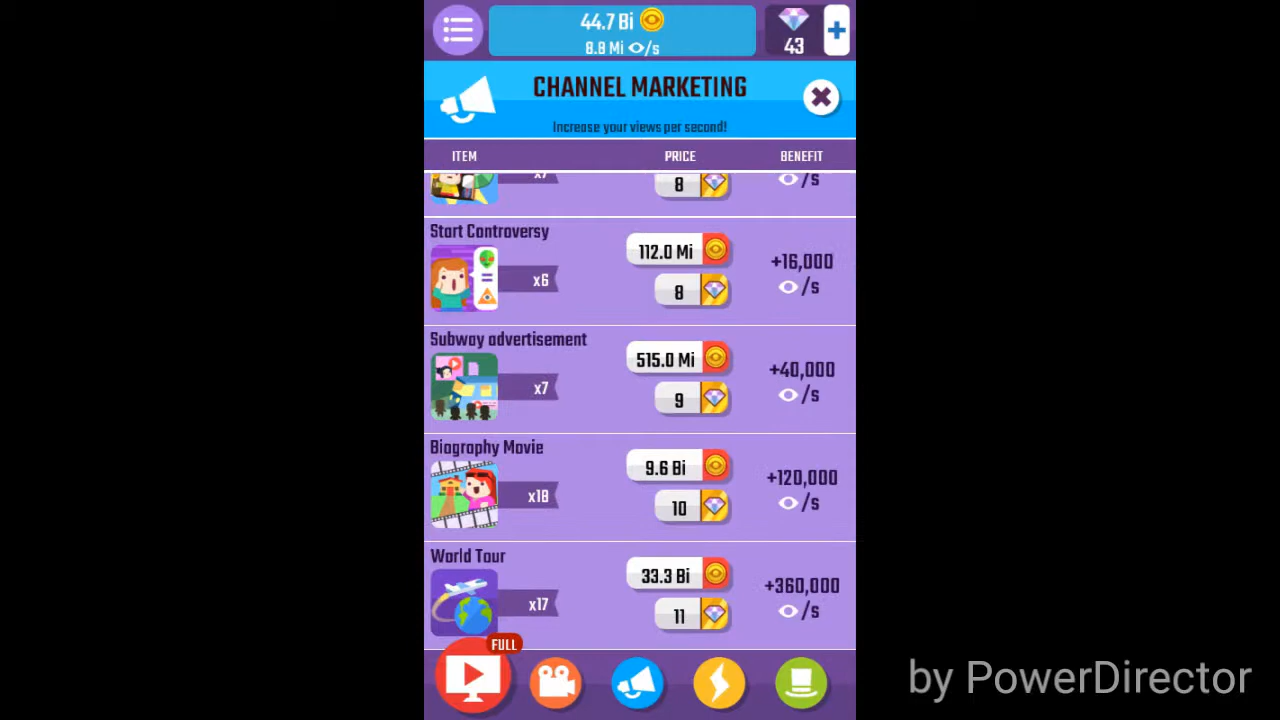 44.7 Bi
8.8 Mi /s
43
CHANNEL MARKETING
Increase your views per second!
ITEM PRICE BENEFIT
x7
8
/s
Start Controversy
112.0 Mi
+16,000
x6
8
/s
Subway advertisement
515.0 Mi
+40,000
x7
9
/s
Biography Movie
9.6 Bi
+120,000
x18
10
/s
World Tour
33.3 Bi
+360,000
x17
11
/s
FULL
by PowerDirector